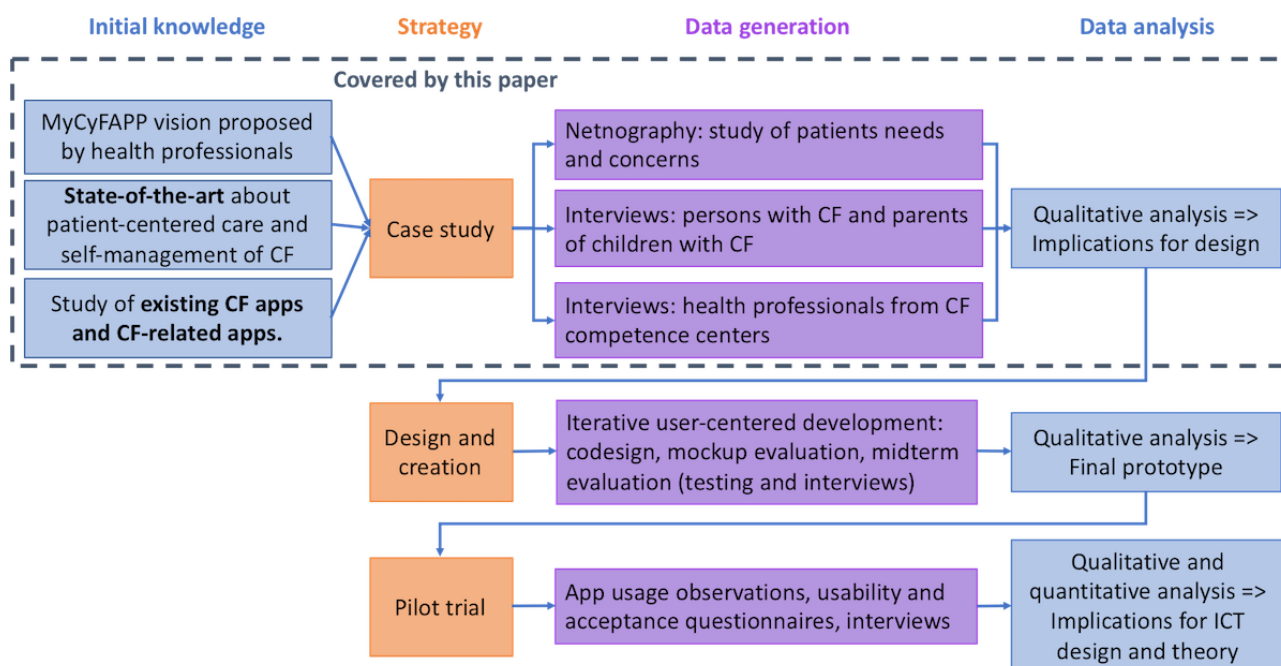 Initial knowledge
Strategy
Data generation
Data analysis
Covered by this paper
MyCyFAPP vision proposed
by health professionals
State-of-the-art about
patient-centered care and
self-management of CF
Study of existing CF apps
and CF-related apps.
Case study
Netnography: study of patients needs
and concerns
Interviews: persons with CF and parents
of children with CF
Interviews: health professionals from CF
competence centers
Qualitative analysis =>
Implications for design
Design and
creation
Iterative user-centered development:
codesign, mockup evaluation, midterm
evaluation (testing and interviews)
Qualitative analysis =>
Final prototype
Pilot trial
App usage observations, usability and
acceptance questionnaires, interviews
Qualitative and
quantitative analysis =>
Implications for ICT
design and theory